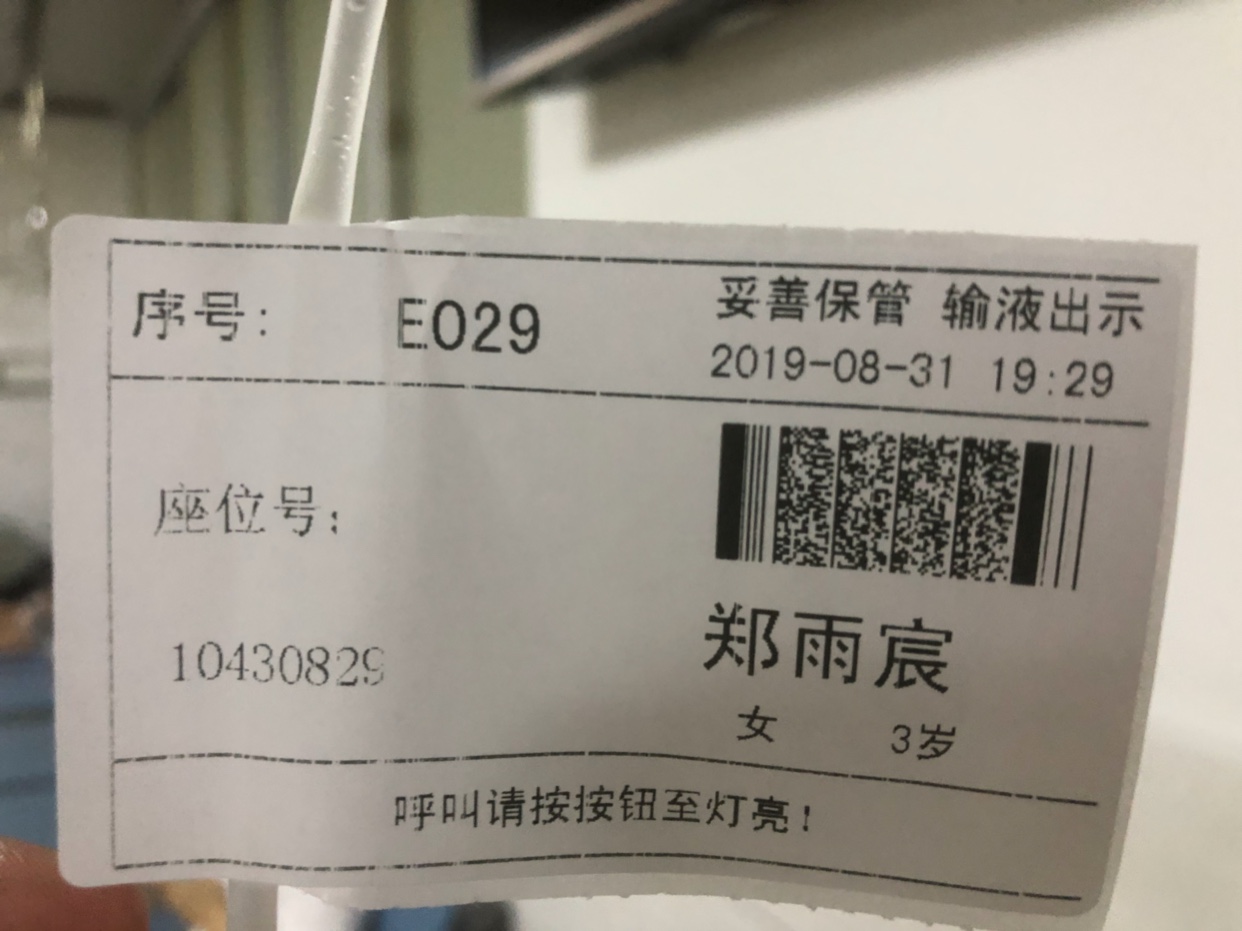 序号: E029 妥善保管 输液出示
2019-08-31 19:29
座位号:
10430829 郑雨宸
女 3岁
呼叫请按按钮至灯亮!